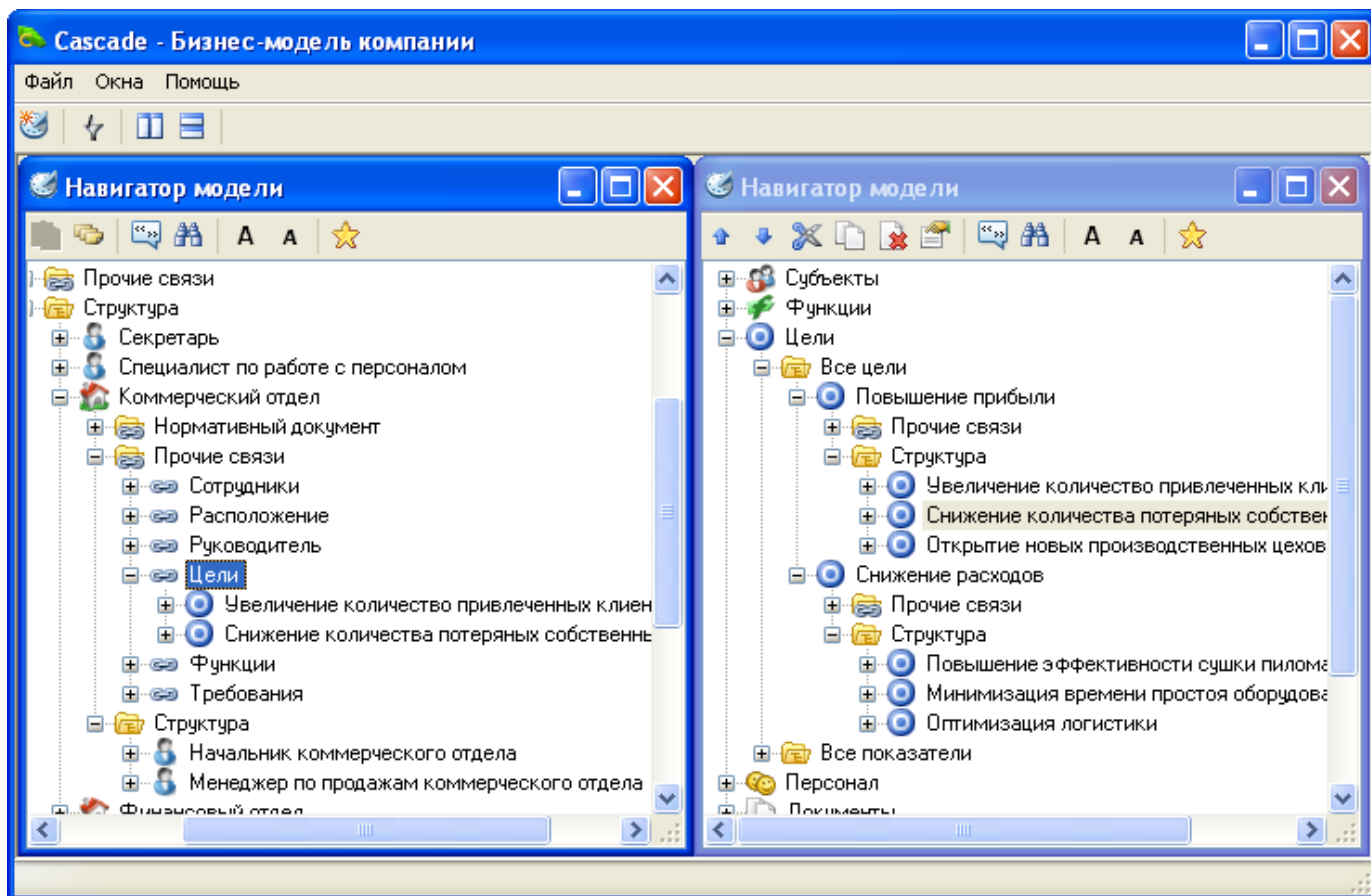 Cascade - Бизнес-модель компании
Файл Окна Помощь
Навигатор модели
A A
Прочие связи
Структура
Секретарь
Специалист по работе с персоналом
Коммерческий отдел
Нормативный документ
Прочие связи
Сотрудники
Расположение
Руководитель
Цели
Увеличение количество привлеченных клиен
Снижение количества потеряных собственнь
Функции
Требования
Структура
Начальник коммерческого отдела
Менеджер по продажам коммерческого отдела
Финансовый отдел
Навигатор модели
A A
Субъекты
Функции
Цели
Все цели
Повышение прибыли
Прочие связи
Структура
Увеличение количество привлеченных кли
Снижение количества потеряных собствен
Открытие новых производственных цехов
Снижение расходов
Прочие связи
Структура
Повышение эффективности сушки пилома
Минимизация времени простоя оборудова
Оптимизация логистики
Все показатели
Персонал
Документы